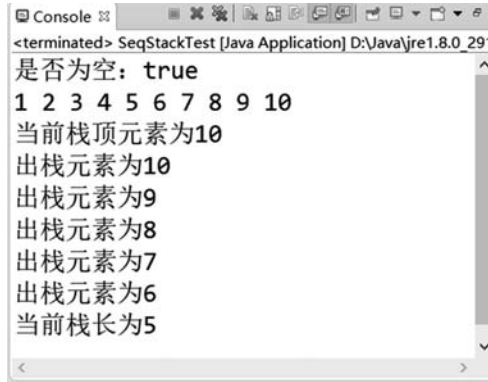 Console
<terminated> SeqStackTest [Java Application] D:\Java\jre1.8.0_291
是否为空：true
1 2 3 4 5 6 7 8 9 10
当前栈顶元素为10
出栈元素为10
出栈元素为9
出栈元素为8
出栈元素为7
出栈元素为6
当前栈长为5